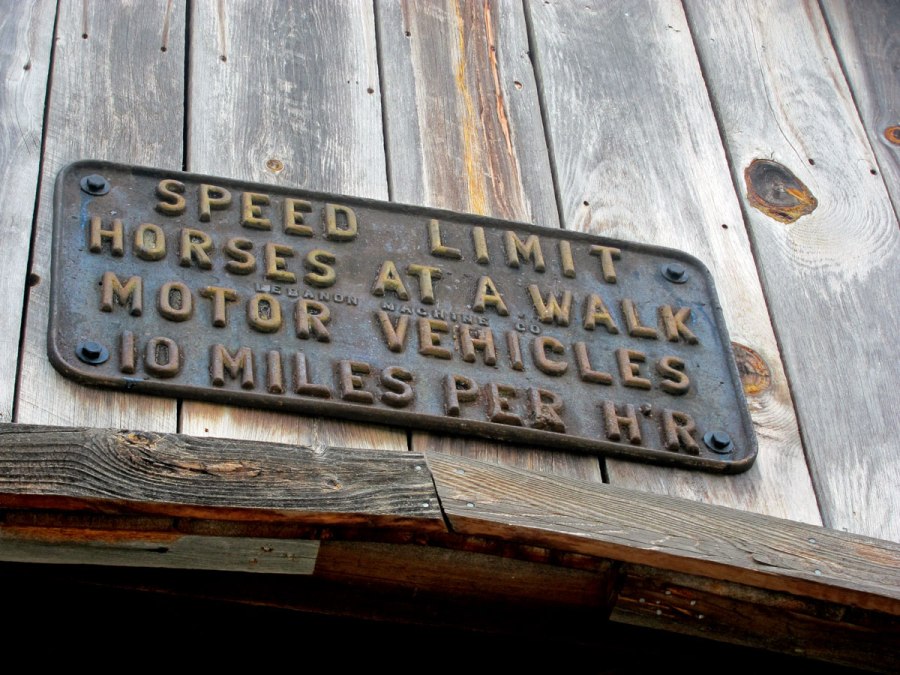 SPEED LIMIT
HORSES AT A WALK
LEBANON MACHINE CO
MOTOR VEHICLES
10 MILES PER H'R